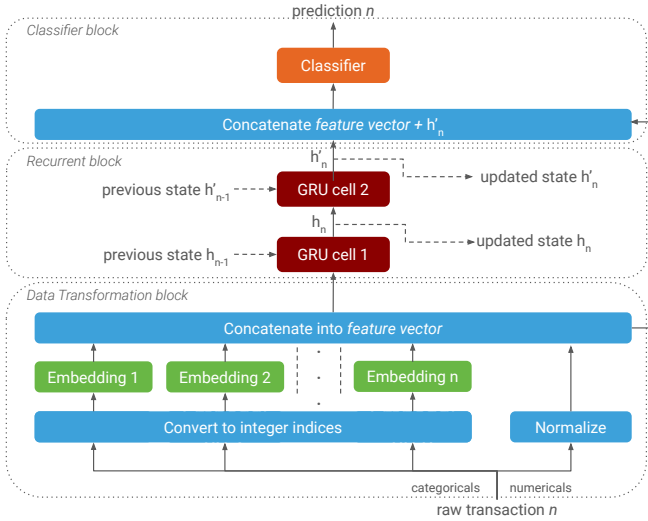 prediction n
Classifier block
Classifier
Concatenate feature vector + h'n
Recurrent block
h'n
previous state h'n-1
GRU cell 2
updated state h'n
hn
previous state hn-1
GRU cell 1
updated state hn
Data Transformation block
Concatenate into feature vector
Embedding 1
Embedding 2
Embedding n
Convert to integer indices
Normalize
categoricals
numericals
raw transaction n